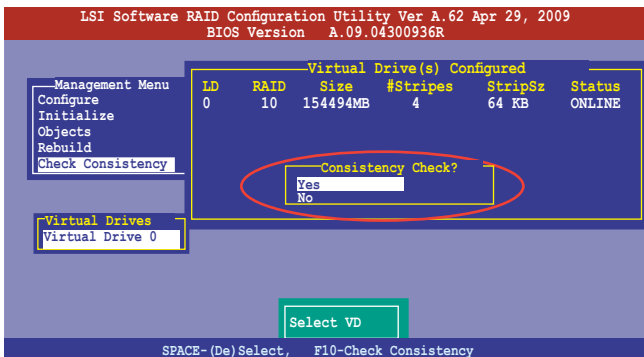 LSI Software RAID Configuration Utility Ver A.62 Apr 29, 2009
BIOS Version A.09.04300936R
Virtual Drive(s) Configured
LD RAID Size #Stripes StripSz Status
0 10 154494MB 4 64 KB ONLINE
Management Menu
Configure
Initialize
Objects
Rebuild
Check Consistency
Consistency Check?
Yes
No
Virtual Drives
Virtual Drive 0
Select VD
SPACE-(De)Select, F10-Check Consistency